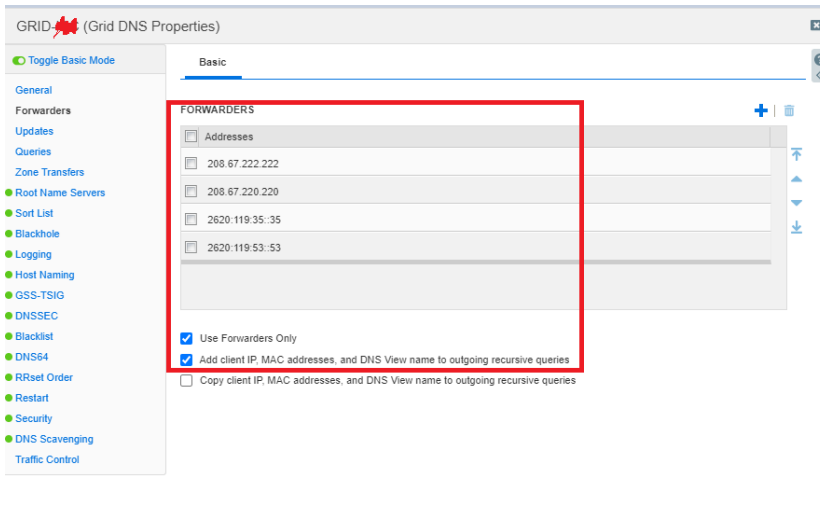 GRID- (Grid DNS Properties)
Toggle Basic Mode
Basic
General
Forwarders
Updates
Queries
Zone Transfers
Root Name Servers
Sort List
Blackhole
Logging
Host Naming
GSS-TSIG
DNSSEC
Blacklist
DNS64
RRset Order
Restart
Security
DNS Scavenging
Traffic Control
FORWARDERS
Addresses
208.67.222.222
208.67.220.220
2620:119:35::35
2620:119:53::53
Use Forwarders Only
Add client IP, MAC addresses, and DNS View name to outgoing recursive queries
Copy client IP, MAC addresses, and DNS View name to outgoing recursive queries